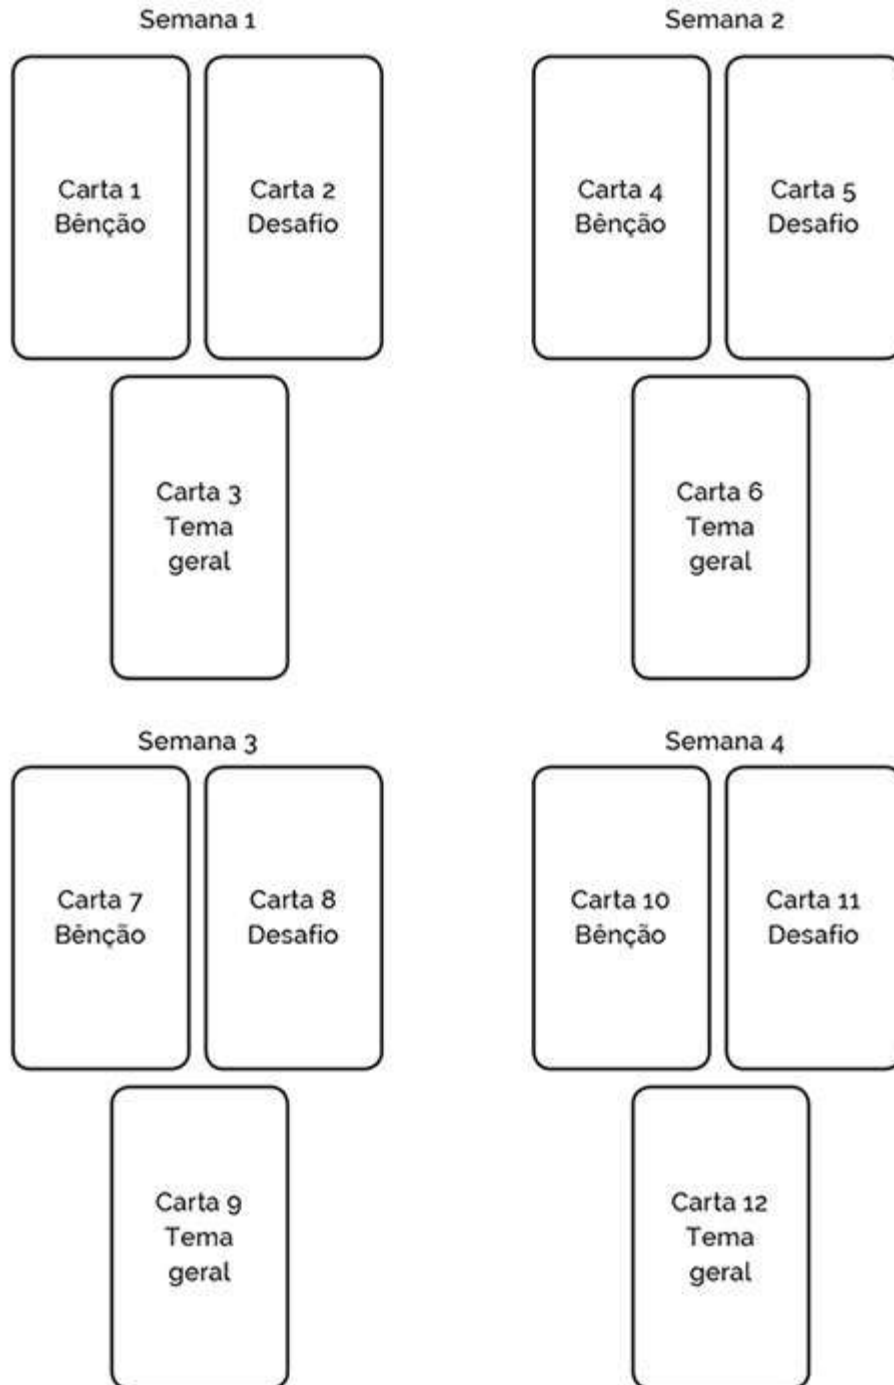 Semana 1
Carta 1
Bênção
Carta 2
Desafio
Carta 3
Tema
geral
Semana 2
Carta 4
Bênção
Carta 5
Desafio
Carta 6
Tema
geral
Semana 3
Carta 7
Bênção
Carta 8
Desafio
Carta 9
Tema
geral
Semana 4
Carta 10
Bênção
Carta 11
Desafio
Carta 12
Tema
geral